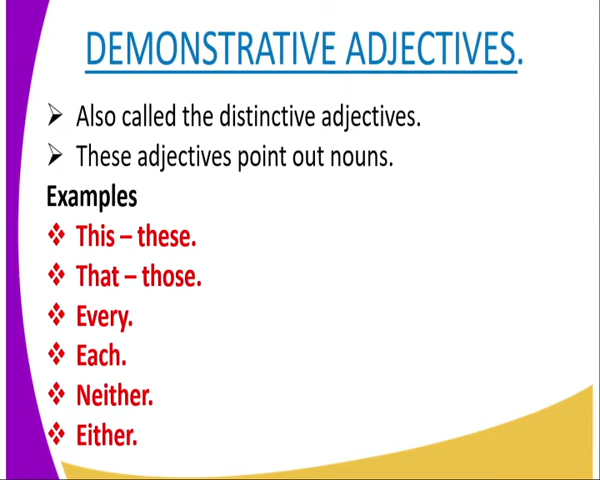 DEMONSTRATIVE ADJECTIVES.
Also called the distinctive adjectives.
These adjectives point out nouns.
Examples
This – these.
That – those.
Every.
Each.
Neither.
Either.